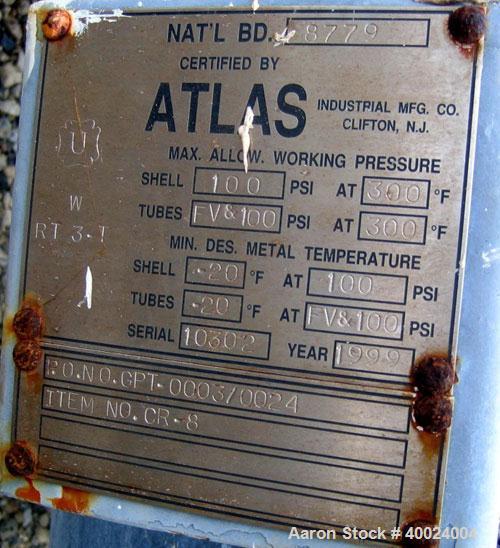 NAT'L BD. 8779
CERTIFIED BY
ATLAS INDUSTRIAL MFG. CO.
CLIFTON, N.J.
U
W
RT 3-T
MAX. ALLOW. WORKING PRESSURE
SHELL 100 PSI AT 300 °F
TUBES FV&100 PSI AT 300 °F
MIN. DES. METAL TEMPERATURE
SHELL -20 °F AT 100 PSI
TUBES -20 °F AT FV&100 PSI
SERIAL 10302 YEAR 1999
P.O.N.O.GPT-0003/0024
ITEM NO.CR-8
Aaron Stock # 40024004